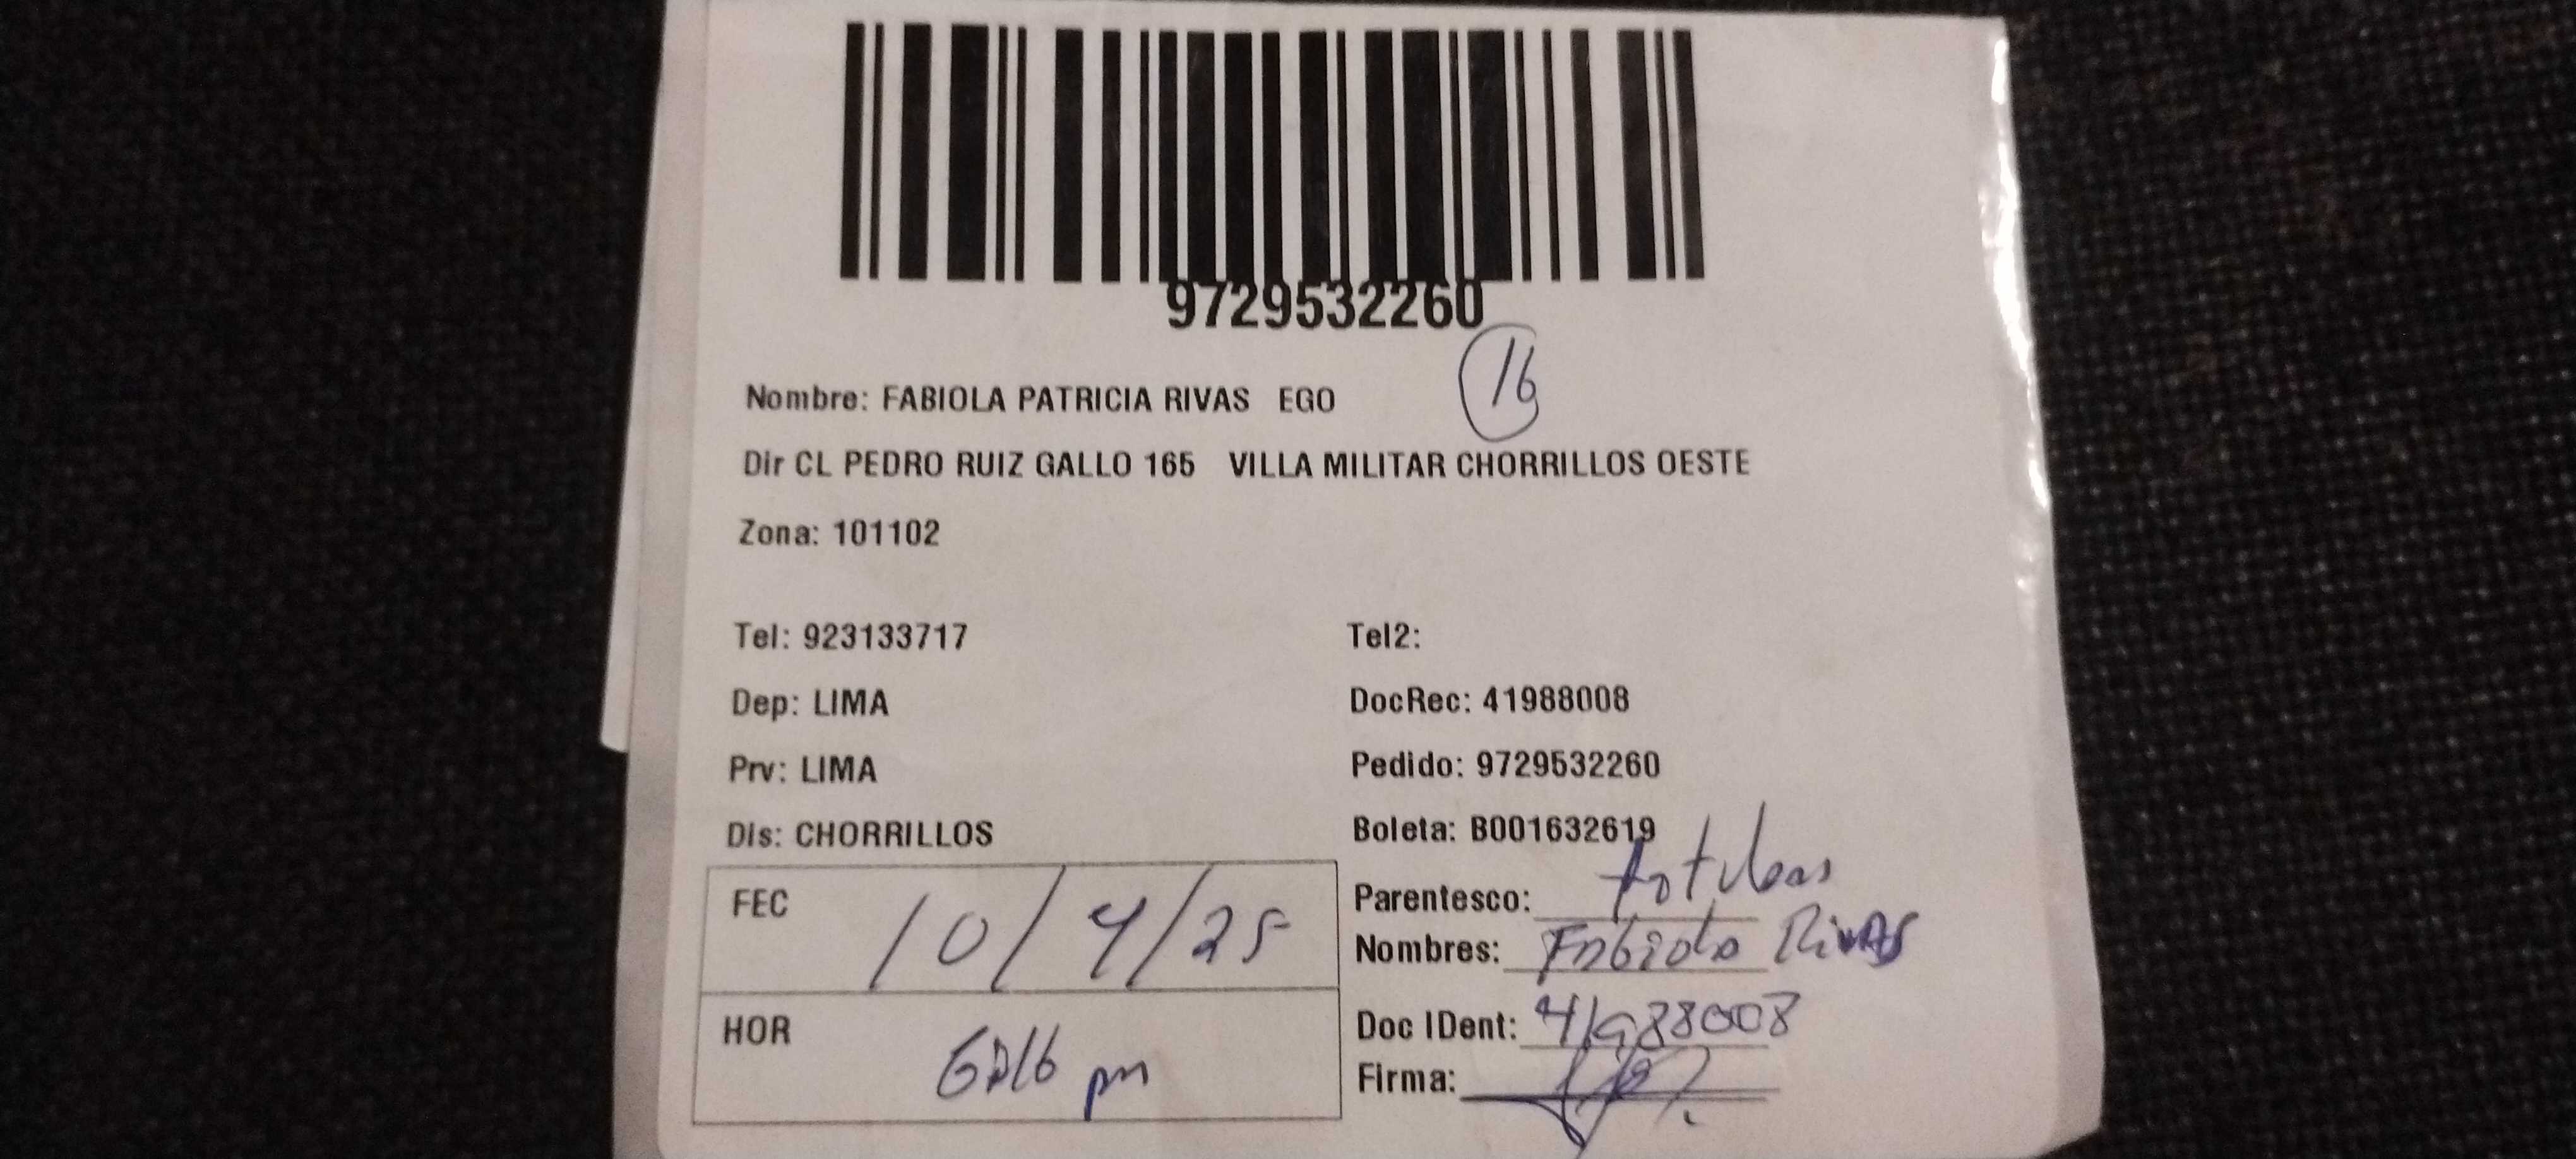 9729532260
16
Nombre: FABIOLA PATRICIA RIVAS EGO
Dir CL PEDRO RUIZ GALLO 165 VILLA MILITAR CHORRILLOS OESTE
Zona: 101102
Tel: 923133717
Tel2:
Dep: LIMA
DocRec: 41988008
Prv: LIMA
Pedido: 9729532260
Dis: CHORRILLOS
Boleta: B001632619
FEC 10/4/25
Parentesco:
Nombres: Fabiola Rivas
HOR pm
Doc IDent: 41988008
Firma: